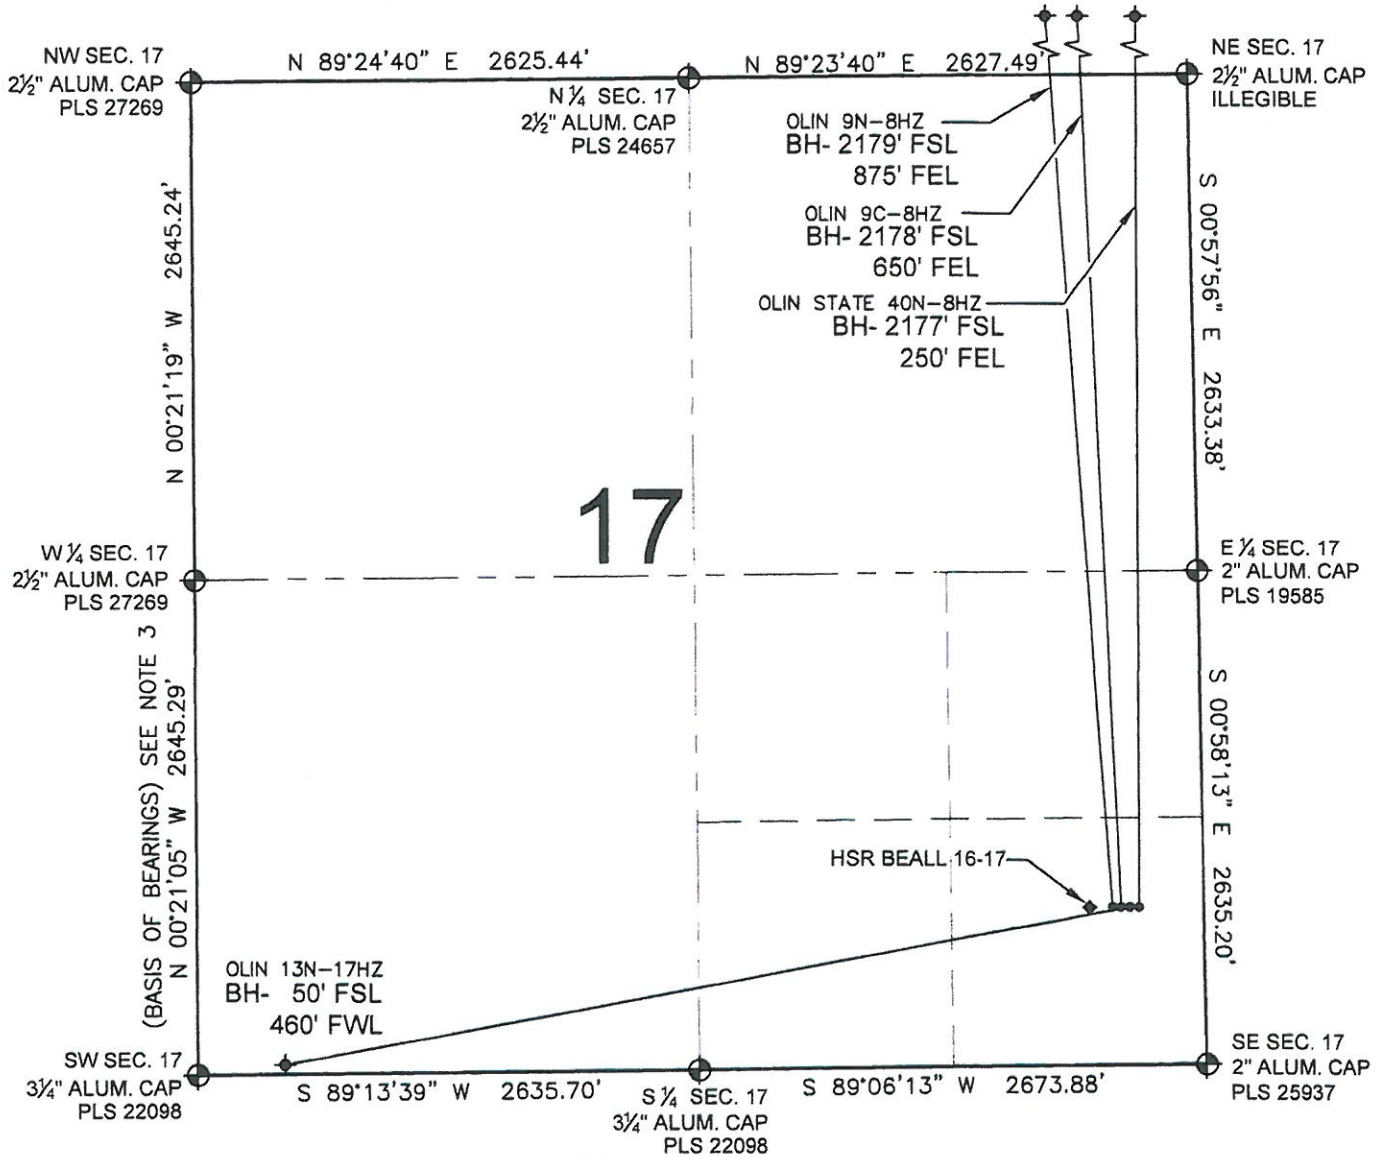 NW SEC. 17
2½" ALUM. CAP
PLS 27269
N 89°24'40" E 2625.44'
N 89°23'40" E 2627.49'
NE SEC. 17
2½" ALUM. CAP
ILLEGIBLE
N ¼ SEC. 17
2½" ALUM. CAP
PLS 24657
OLIN 9N-8HZ
BH- 2179' FSL
875' FEL
OLIN 9C-8HZ
BH- 2178' FSL
650' FEL
OLIN STATE 40N-8HZ
BH- 2177' FSL
250' FEL
N 00°21'19" W 2645.24'
S 00°57'56" E 2633.38'
17
W ¼ SEC. 17
2½" ALUM. CAP
PLS 27269
E ¼ SEC. 17
2" ALUM. CAP
PLS 19585
(BASIS OF BEARINGS) SEE NOTE 3
N 00°21'05" W 2645.29'
S 00°58'13" E 2635.20'
HSR BEALL 16-17
OLIN 13N-17HZ
BH- 50' FSL
460' FWL
SW SEC. 17
3¼" ALUM. CAP
PLS 22098
S 89°13'39" W 2635.70'
S ¼ SEC. 17
3¼" ALUM. CAP
PLS 22098
S 89°06'13" W 2673.88'
SE SEC. 17
2" ALUM. CAP
PLS 25937